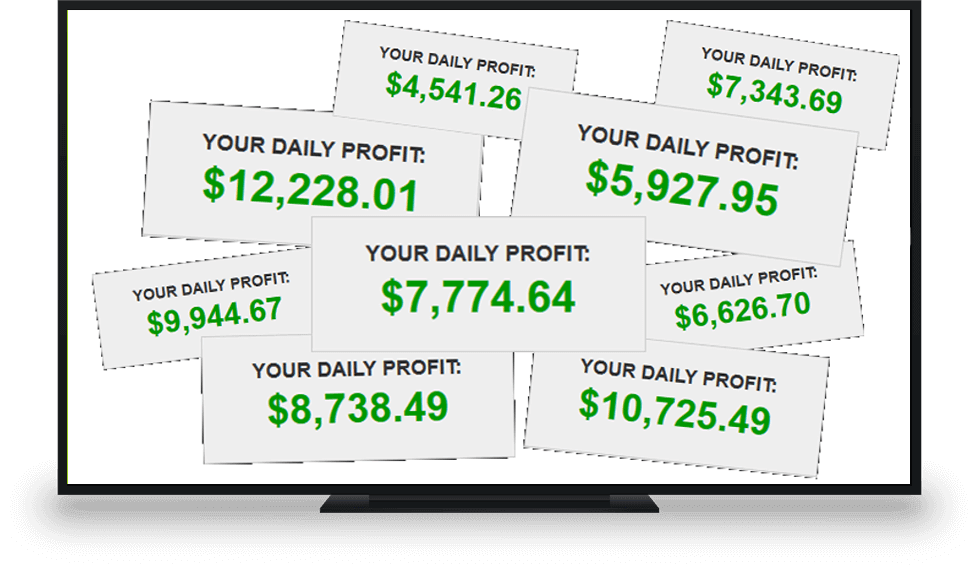 YOUR DAILY PROFIT:
$4,541.26
YOUR DAILY PROFIT:
$7,343.69
YOUR DAILY PROFIT:
$12,228.01
YOUR DAILY PROFIT:
$5,927.95
YOUR DAILY PROFIT:
$7,774.64
YOUR DAILY PROFIT:
$9,944.67
YOUR DAILY PROFIT:
$6,626.70
YOUR DAILY PROFIT:
$8,738.49
YOUR DAILY PROFIT:
$10,725.49